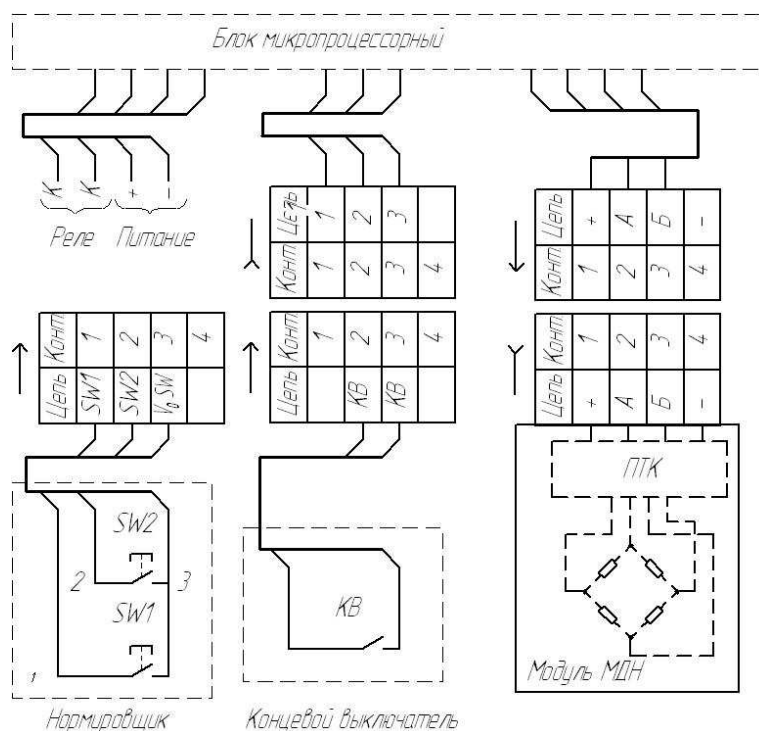 Блок микропроцессорный
К К + -
Реле Питание
Цепь 1 2 3
Конт 1 2 3 4
Цепь + А Б -
Конт 1 2 3 4
Конт 1 2 3 4
Цепь SW1 SW2 V₀ SW
Конт 1 2 3 4
Цепь КВ КВ
Конт 1 2 3 4
Цепь + А Б -
ПТК
SW2
2 3
SW1
1
КВ
Модуль МДН
Нормировщик
Концевой выключатель